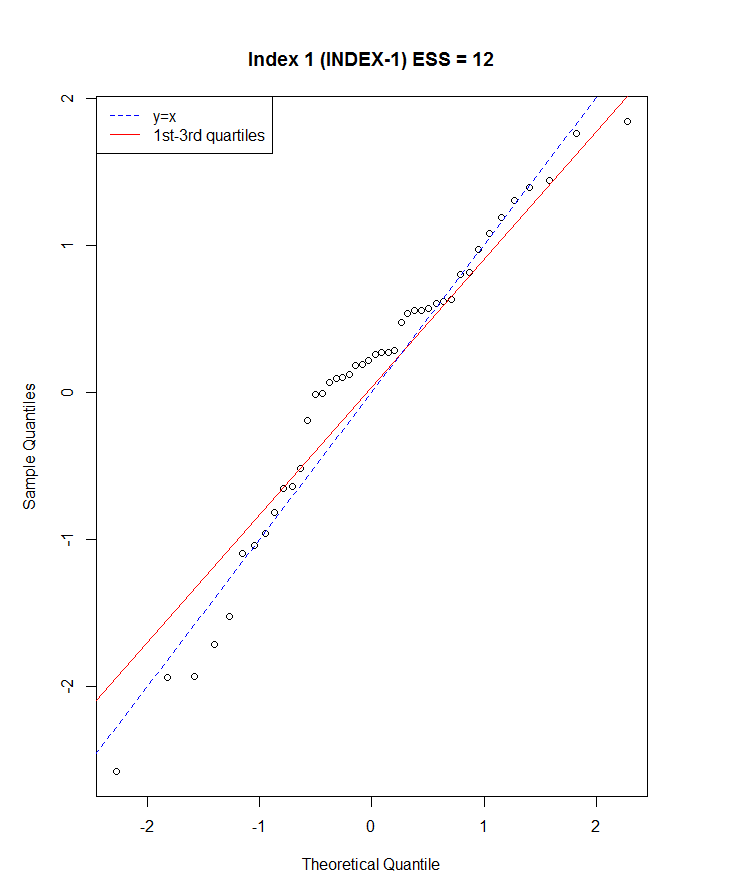 Index 1 (INDEX-1) ESS = 12
y=x
1st-3rd quartiles
2
1
0
-1
-2
Sample Quantiles
-2
-1
0
1
2
Theoretical Quantile